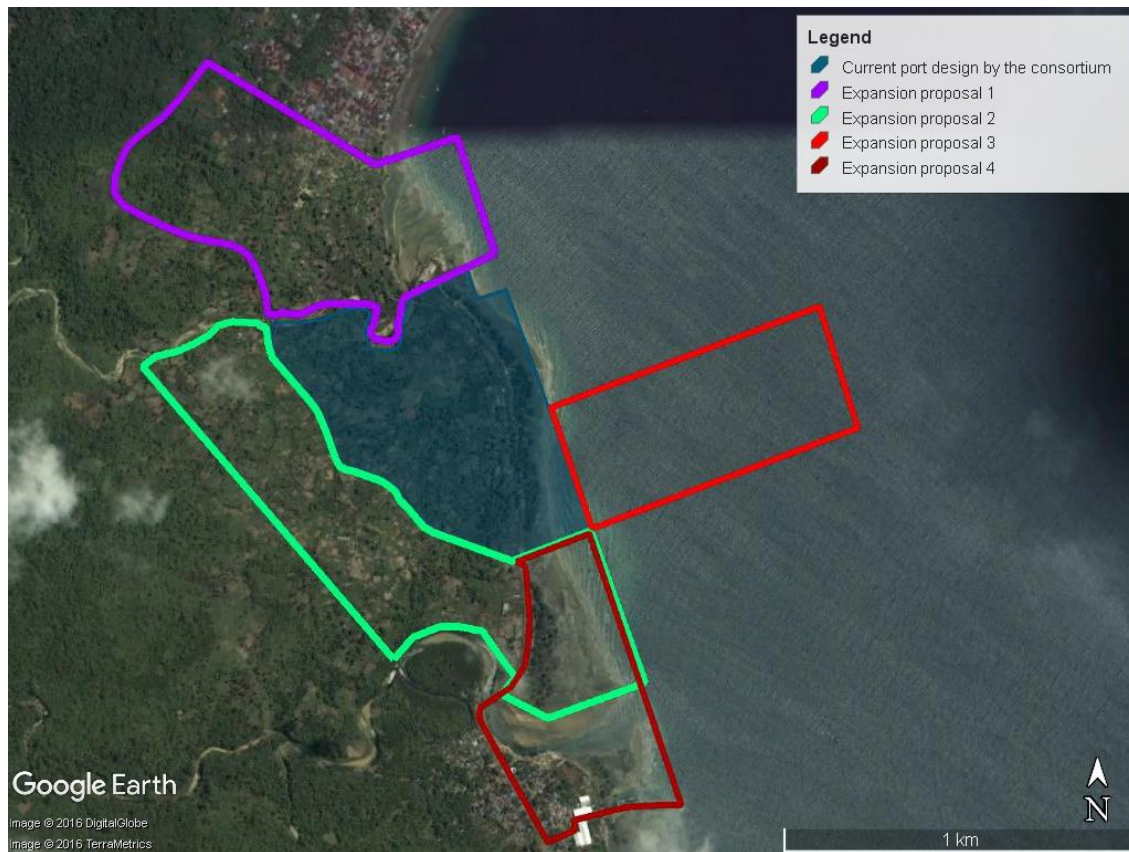 Legend
Current port design by the consortium
Expansion proposal 1
Expansion proposal 2
Expansion proposal 3
Expansion proposal 4
Google Earth
Image © 2016 DigitalGlobe
Image © 2016 TerraMetrics
N
1 km